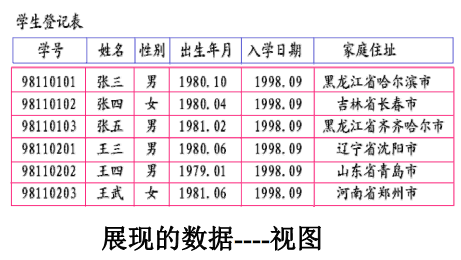 学生登记表
学号 姓名 性别 出生年月 入学日期 家庭住址
98110101 张三 男 1980.10 1998.09 黑龙江省哈尔滨市
98110102 张四 女 1980.04 1998.09 吉林省长春市
98110103 张五 男 1981.02 1998.09 黑龙江省齐齐哈尔市
98110201 王三 男 1980.06 1998.09 辽宁省沈阳市
98110202 王四 男 1979.01 1998.09 山东省青岛市
98110203 王武 女 1981.06 1998.09 河南省郑州市
展现的数据----视图